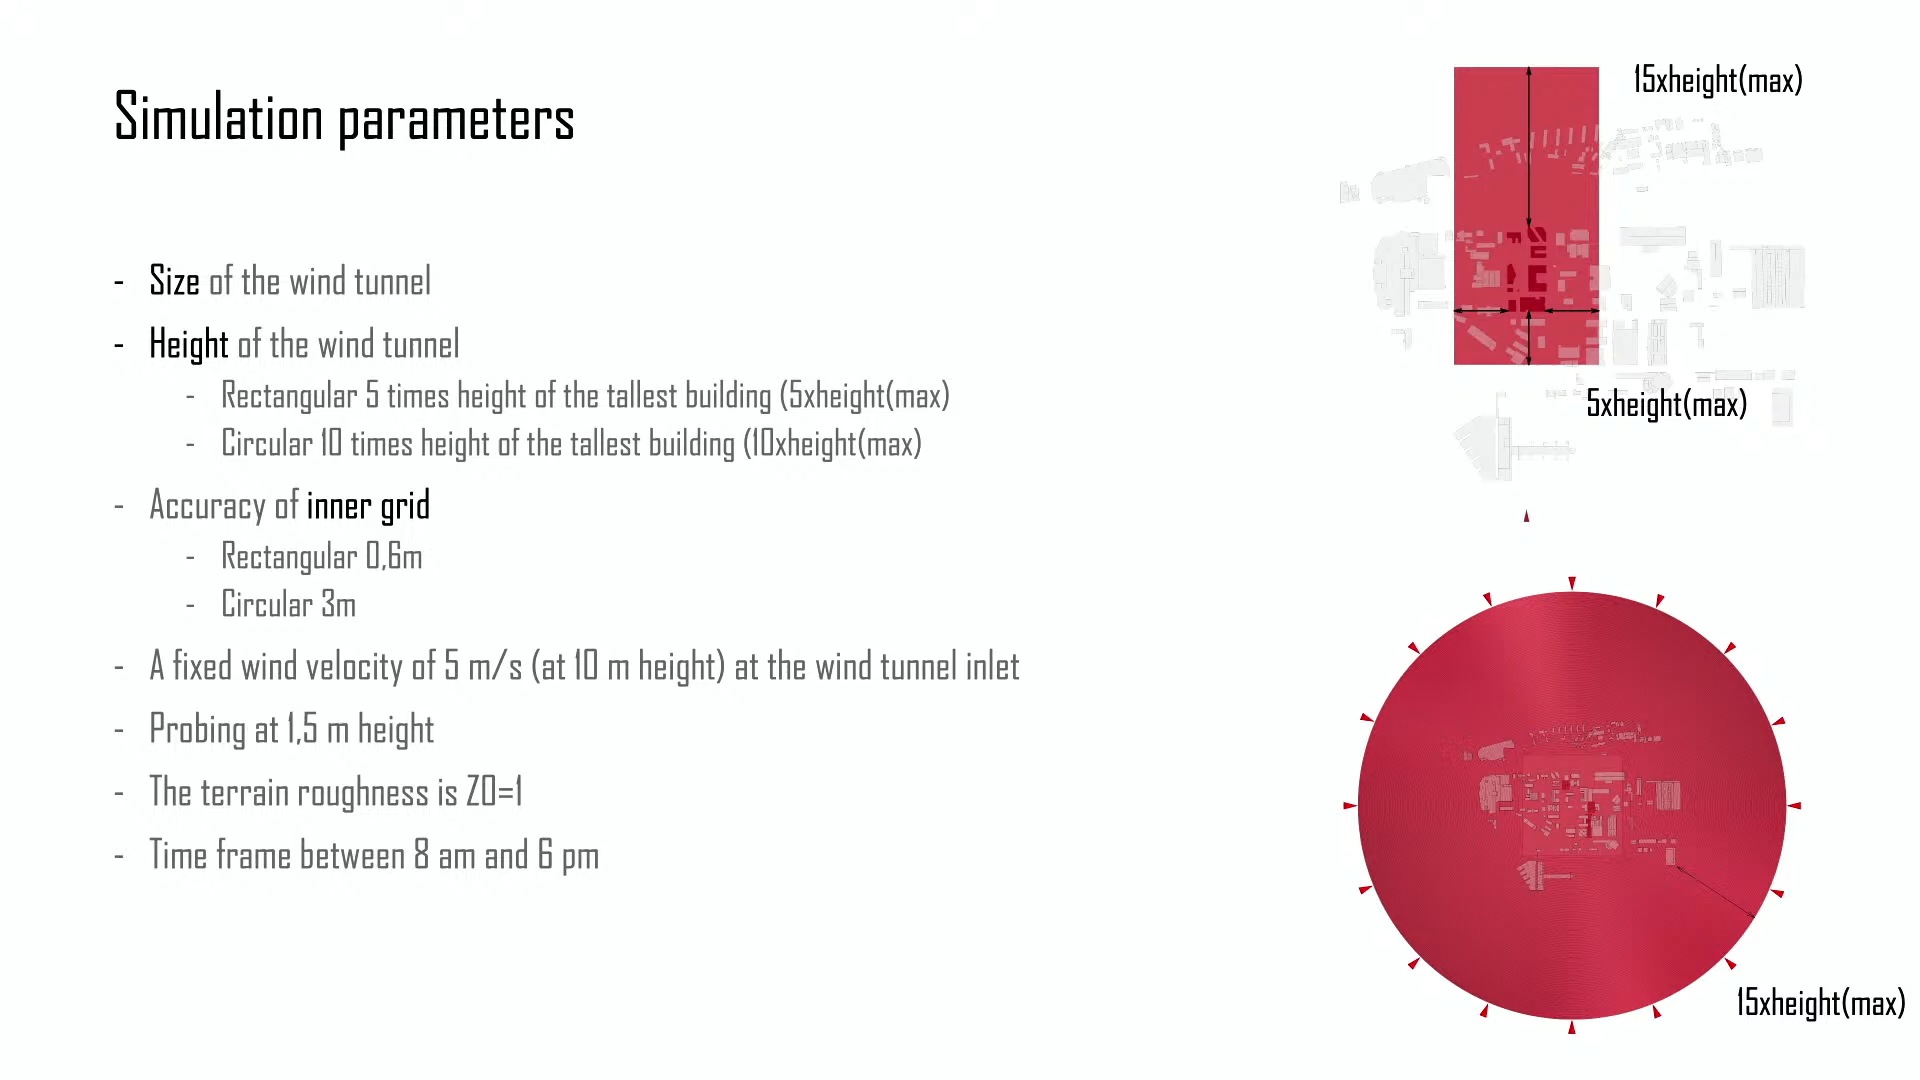 Simulation parameters
- Size of the wind tunnel
- Height of the wind tunnel
- Rectangular 5 times height of the tallest building (5xheight(max)
- Circular 10 times height of the tallest building (10xheight(max)
- Accuracy of inner grid
- Rectangular 0,6m
- Circular 3m
- A fixed wind velocity of 5 m/s (at 10 m height) at the wind tunnel inlet
- Probing at 1,5 m height
- The terrain roughness is Z0=1
- Time frame between 8 am and 6 pm
15xheight(max)
5xheight(max)
15xheight(max)